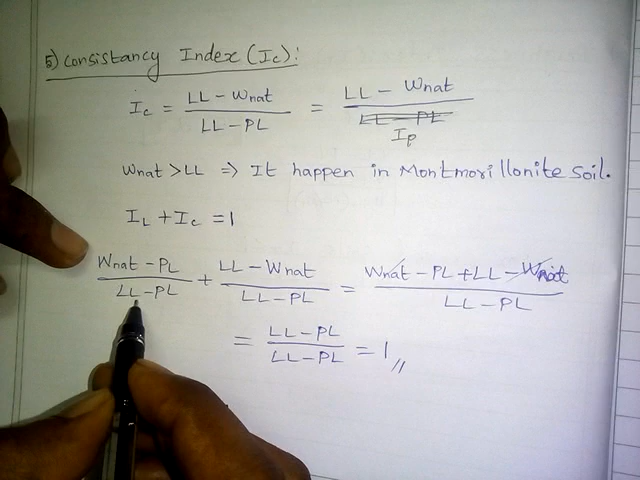 5) Consistancy Index (Ic):
Ic = LL - Wnat / LL - PL = LL - Wnat / Ip
Wnat > LL => It happen in Montmorillonite soil.
IL + Ic = 1
Wnat - PL / LL - PL + LL - Wnat / LL - PL = Wnat - PL + LL - Wnat / LL - PL
= LL - PL / LL - PL = 1 //